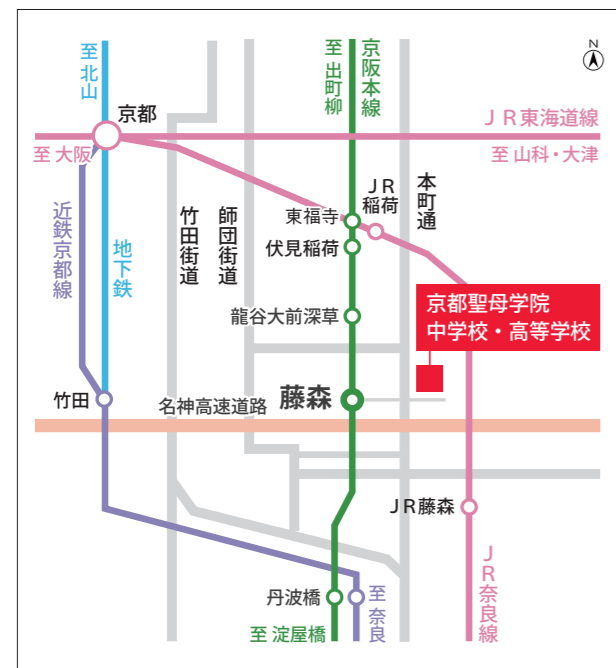 N
至 北山
至 出町柳
京阪本線
京都
ＪＲ東海道線
至 大阪
至 山科・大津
ＪＲ
稲荷
本町通
近鉄京都線
地下鉄
竹田街道
師団街道
東福寺
伏見稲荷
京都聖母学院
中学校・高等学校
龍谷大前深草
竹田
名神高速道路
藤森
ＪＲ藤森
ＪＲ奈良線
丹波橋
至 奈良
至 淀屋橋